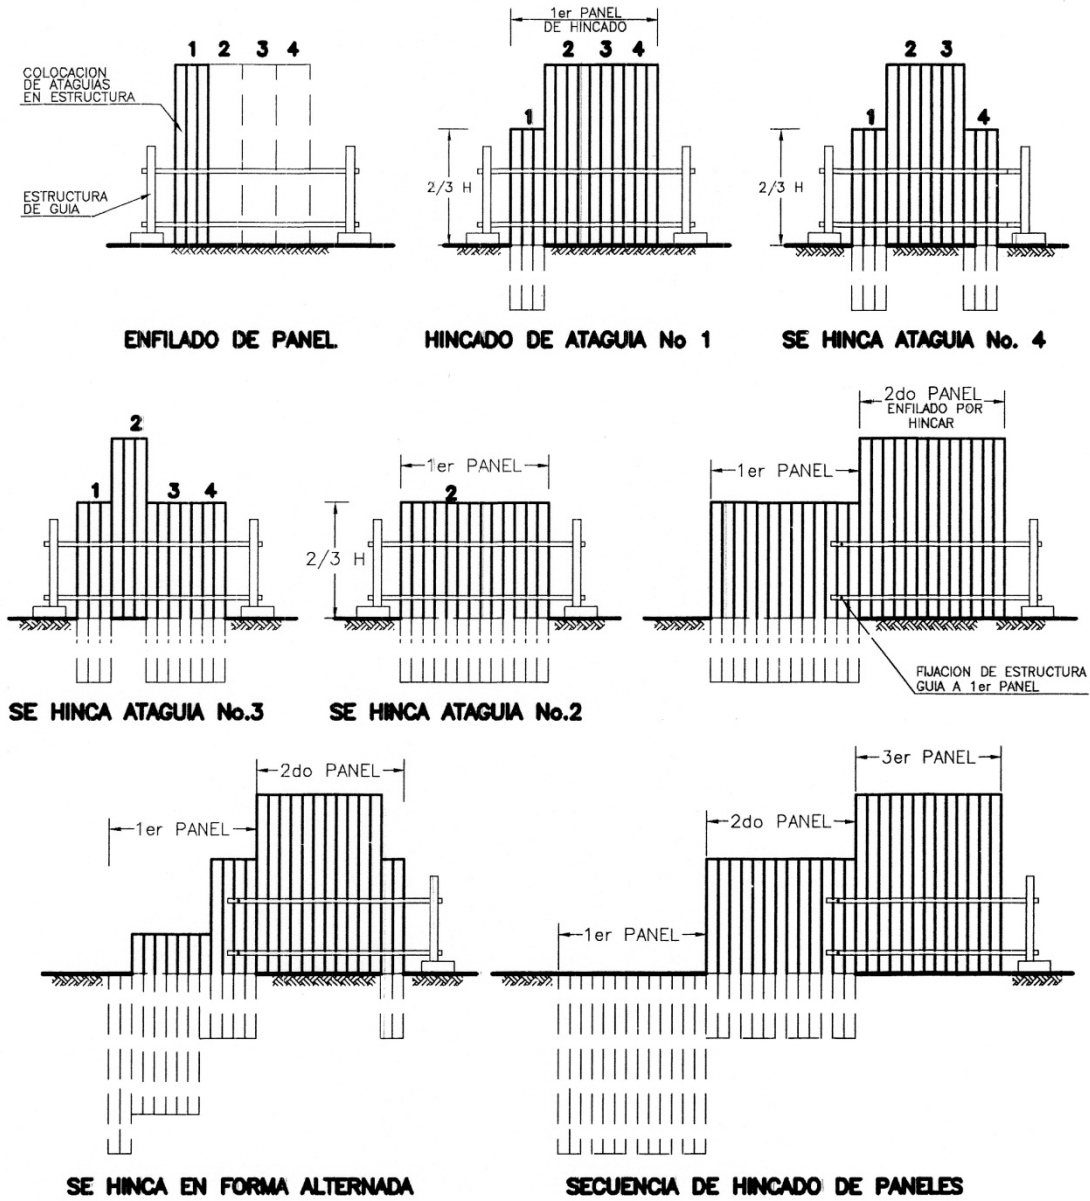 1 2 3 4
COLOCACION
DE ATAGUIAS
EN ESTRUCTURA
ESTRUCTURA
DE GUIA
ENFILADO DE PANEL.
1er PANEL
DE HINCADO
2 3 4
1
2/3 H
HINCADO DE ATAGUIA No 1
2 3
1 4
2/3 H
SE HINCA ATAGUIA No. 4
2
1 3 4
SE HINCA ATAGUIA No.3
1er PANEL
2
2/3 H
SE HINCA ATAGUIA No.2
2do PANEL
ENFILADO POR
HINCAR
1er PANEL
FIJACION DE ESTRUCTURA
GUIA A 1er PANEL
2do PANEL
1er PANEL
SE HINCA EN FORMA ALTERNADA
3er PANEL
2do PANEL
1er PANEL
SECUENCIA DE HINCADO DE PANELES